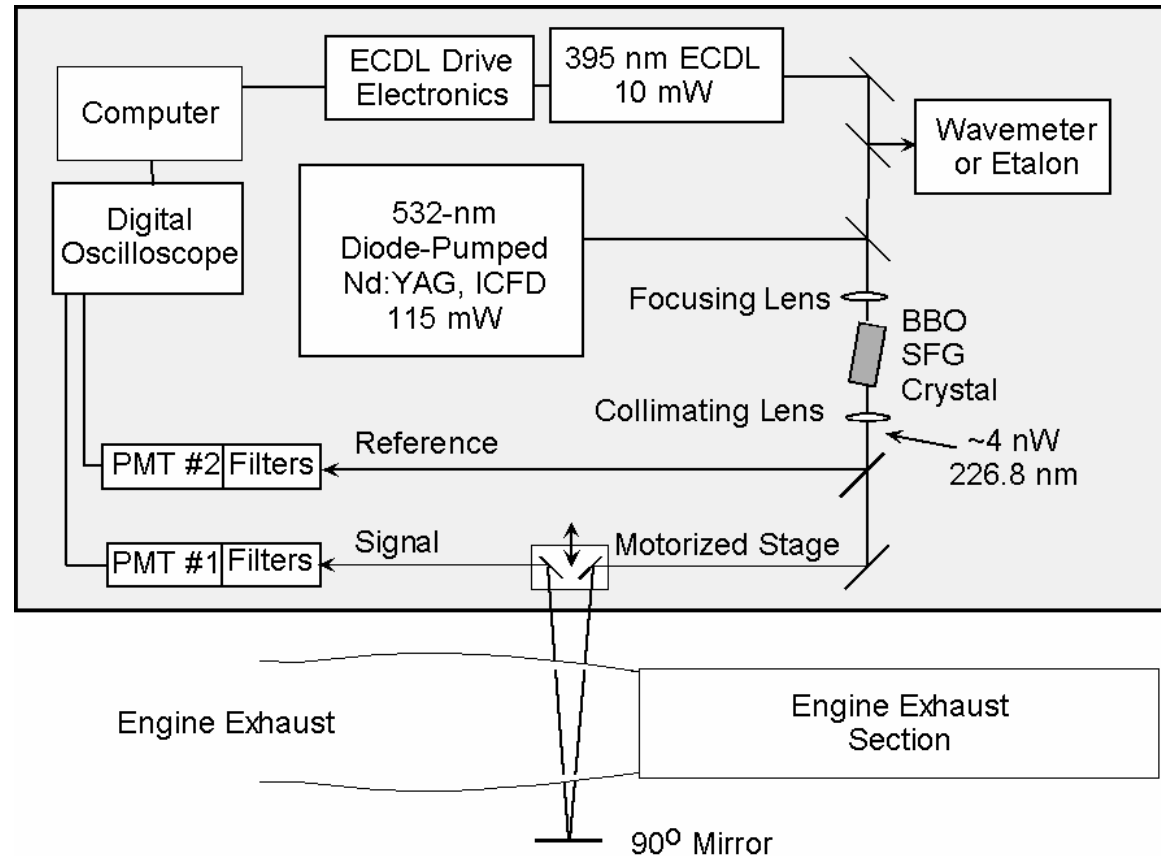 ECDL Drive
Electronics
395 nm ECDL
10 mW
Computer
Wavemeter
or Etalon
Digital
Oscilloscope
532-nm
Diode-Pumped
Nd:YAG, ICFD
115 mW
Focusing Lens
BBO
SFG
Crystal
Collimating Lens
~4 nW
226.8 nm
Reference
PMT #2
Filters
Signal
Motorized Stage
PMT #1
Filters
Engine Exhaust
Engine Exhaust
Section
90º Mirror